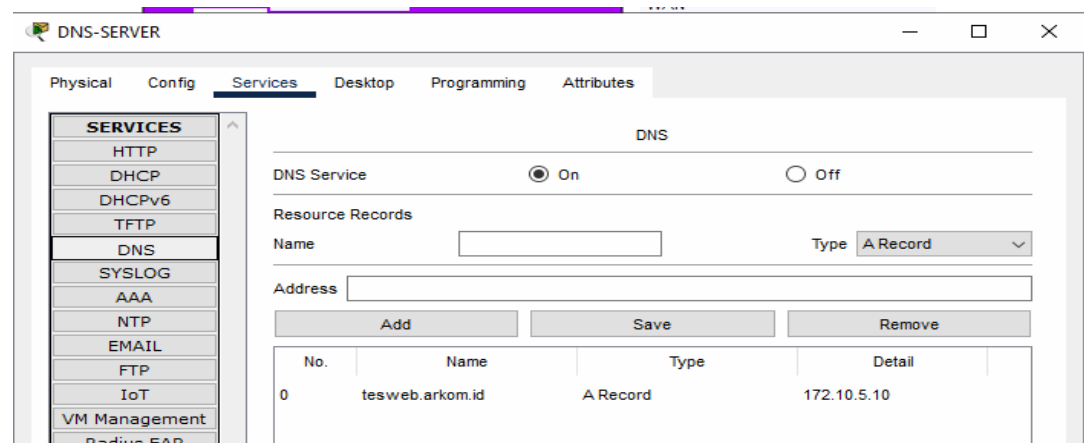 DNS-SERVER
Physical Config Services Desktop Programming Attributes
SERVICES
HTTP
DHCP
DHCPv6
TFTP
DNS
SYSLOG
AAA
NTP
EMAIL
FTP
IoT
VM Management
Radius EAP
DNS
DNS Service On Off
Resource Records
Name Type A Record
Address
Add Save Remove
No. Name Type Detail
0 tesweb.arkom.id A Record 172.10.5.10